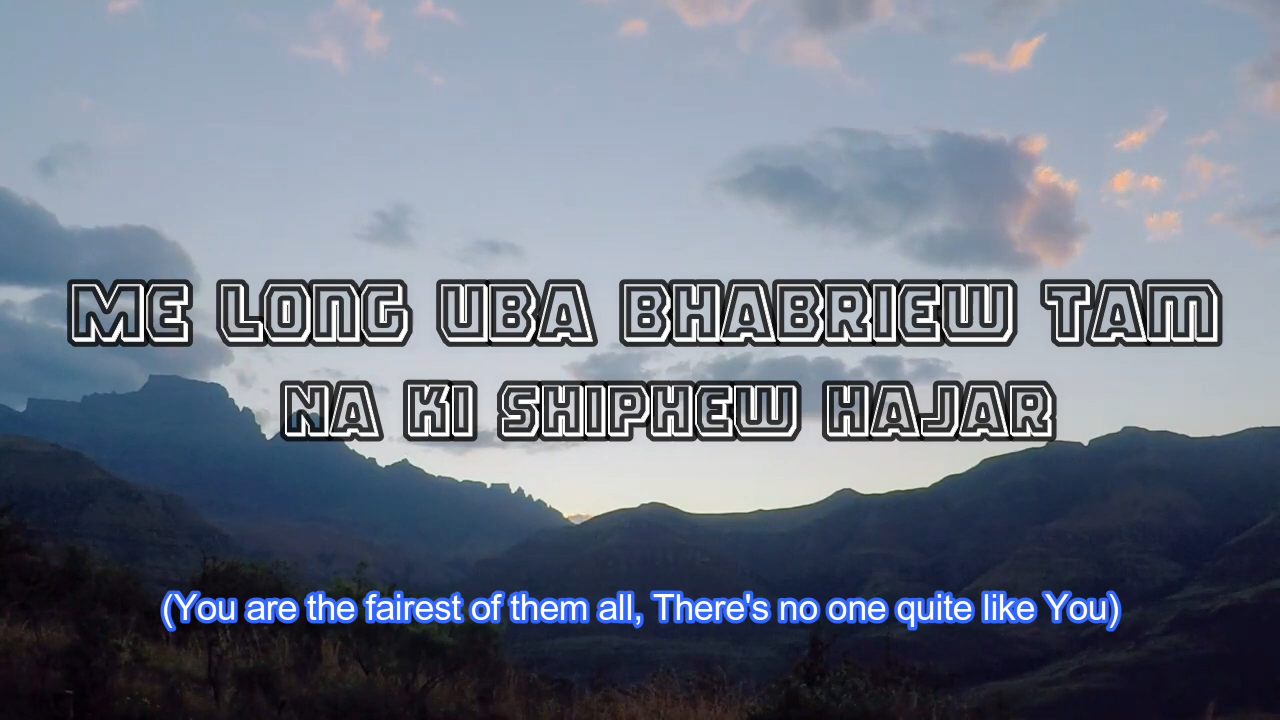 ME LONG UBA BHABRIEW TAM
NA KI SHIPHEW HAJAR
(You are the fairest of them all, There's no one quite like You)